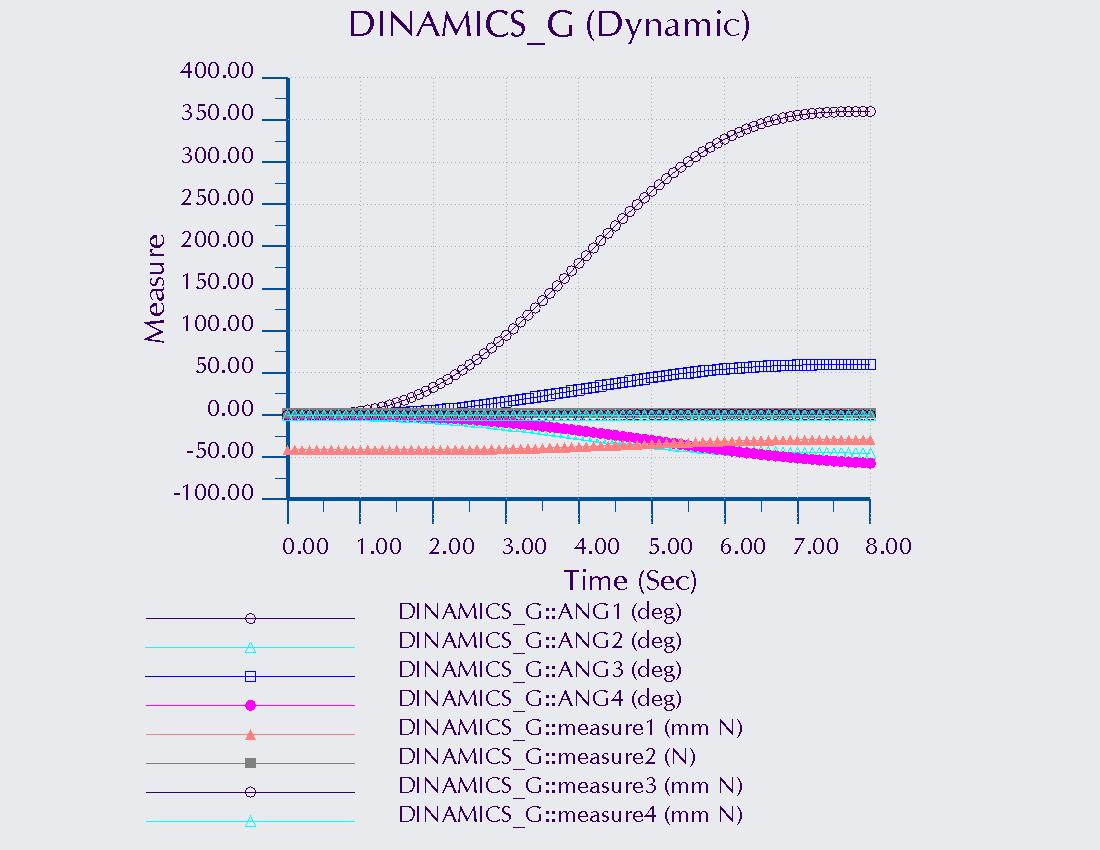 DINAMICS_G (Dynamic)
400.00
350.00
300.00
250.00
200.00
150.00
100.00
50.00
0.00
-50.00
-100.00
Measure
0.00 1.00 2.00 3.00 4.00 5.00 6.00 7.00 8.00
Time (Sec)
DINAMICS_G::ANG1 (deg)
DINAMICS_G::ANG2 (deg)
DINAMICS_G::ANG3 (deg)
DINAMICS_G::ANG4 (deg)
DINAMICS_G::measure1 (mm N)
DINAMICS_G::measure2 (N)
DINAMICS_G::measure3 (mm N)
DINAMICS_G::measure4 (mm N)